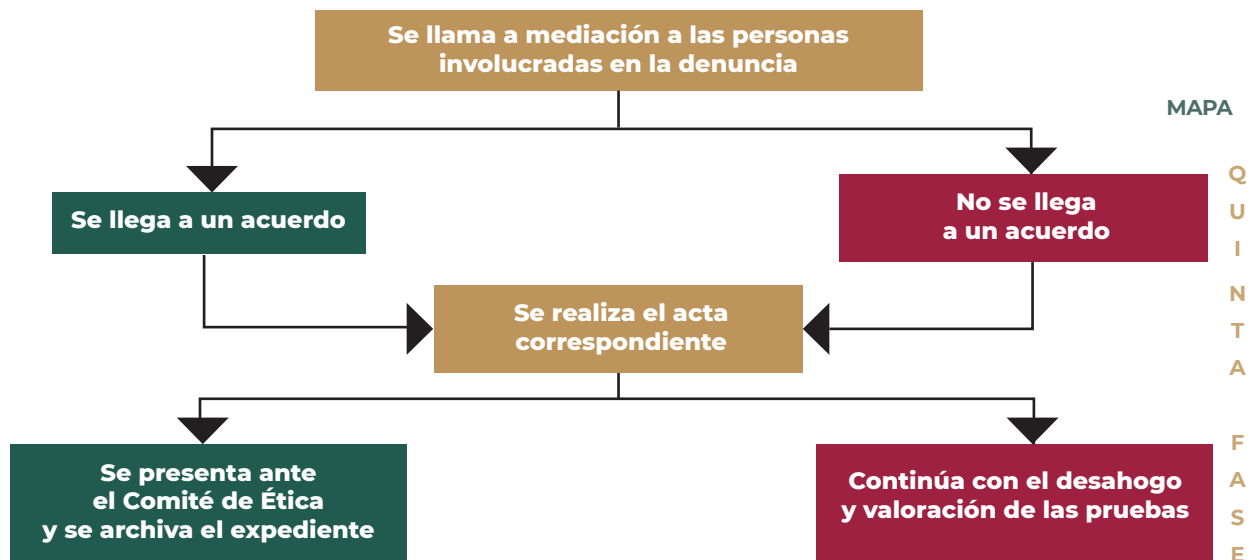 Se llama a mediación a las personas
involucradas en la denuncia
MAPA
QUINTA FASE
Se llega a un acuerdo
No se llega
a un acuerdo
Se realiza el acta
correspondiente
Se presenta ante
el Comité de Ética
y se archiva el expediente
Continúa con el desahogo
y valoración de las pruebas